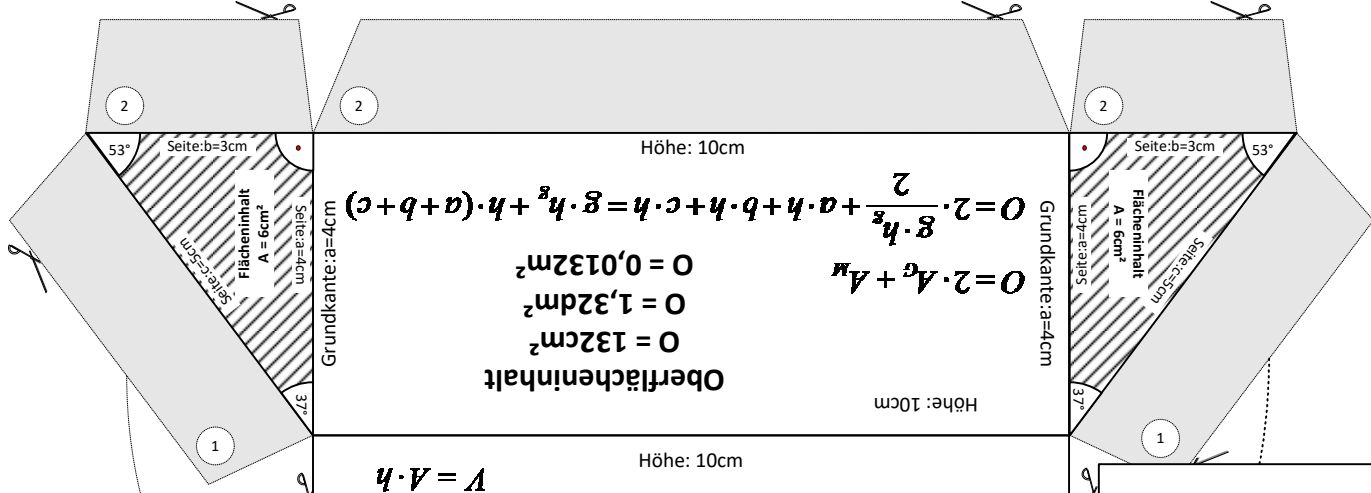 2
2
2
53°
Seite:b=3cm
Höhe: 10cm
Seite:b=3cm
53°
Flächeninhalt
A = 6cm²
Seite:a=4cm
Seite:c=5cm
37°
Grundkante:a=4cm
Oberflächeninhalt
O = 132cm²
O = 1,32dm²
O = 0,0132m²
O = 2·A_G + A_M
O = 2·\frac{g·h_g}{2} + a·h + b·h + c·h = g·h_g + h·(a+b+c)
Höhe: 10cm
Grundkante:a=4cm
Seite:a=4cm
Flächeninhalt
A = 6cm²
Seite:c=5cm
37°
1
1
Höhe: 10cm
V = A·h